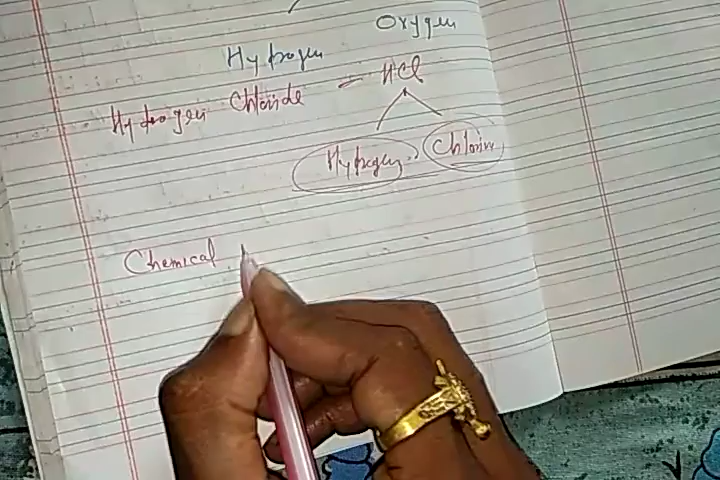 Oxygen
Hydrogen
Hydrogen Chloride = HCl
Hydrogen Chlorine
Chemical